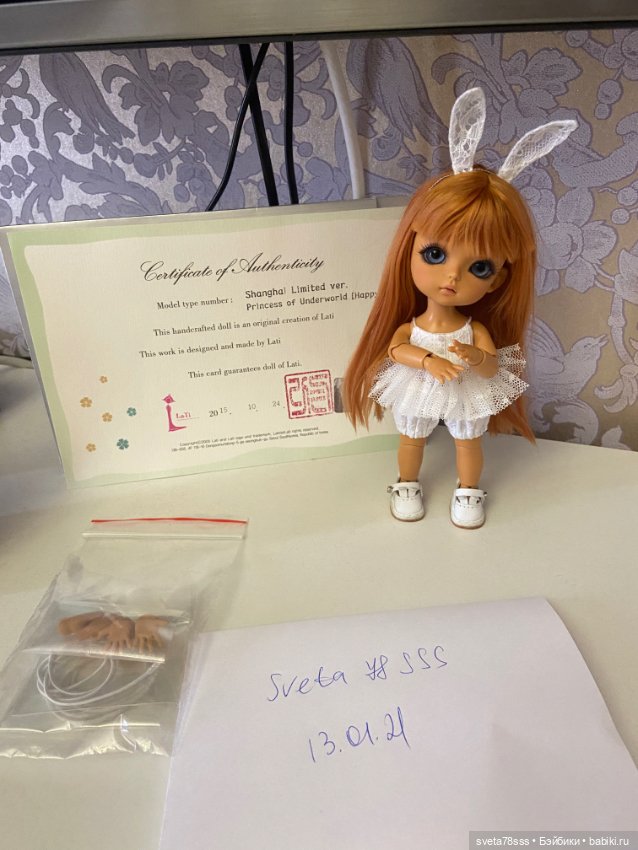 Certificate of Authenticity
Model type number : Shanghai Limited ver.
Princess of Underworld [Happy
This handcrafted doll is an original creation of Lati
This work is designed and made by Lati
This card guarantees doll of Lati.
LaTi 2015. 10. 24
Sveta 78 SSS
13.01.21
sveta78sss • Бэйбики • babiki.ru